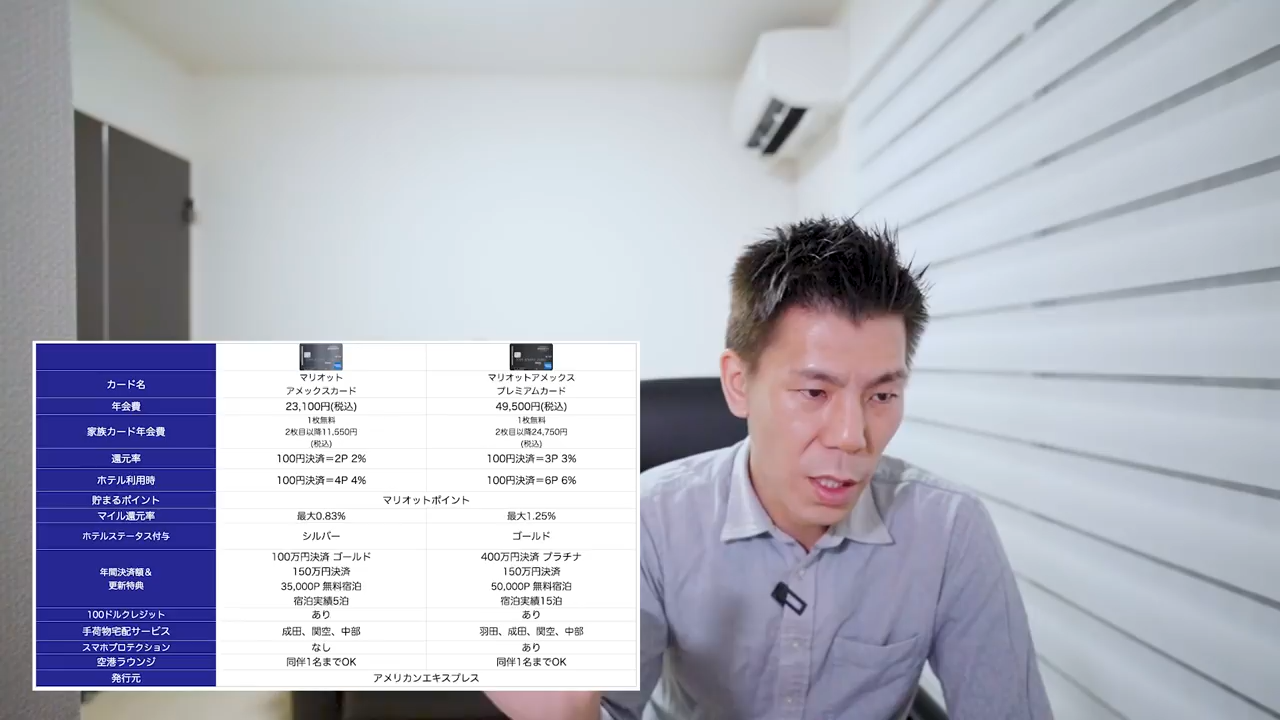 カード名
マリオット
アメックスカード
マリオットアメックス
プレミアムカード
年会費
23,100円(税込)
49,500円(税込)
家族カード年会費
1枚無料
2枚目以降11,550円
(税込)
1枚無料
2枚目以降24,750円
(税込)
還元率
100円決済＝2P 2%
100円決済＝3P 3%
ホテル利用時
100円決済＝4P 4%
100円決済＝6P 6%
貯まるポイント
マリオットポイント
マイル還元率
最大0.83%
最大1.25%
ホテルステータス付与
シルバー
ゴールド
年間決済額＆
更新特典
100万円決済 ゴールド
150万円決済
35,000P 無料宿泊
宿泊実績5泊
400万円決済 プラチナ
150万円決済
50,000P 無料宿泊
宿泊実績15泊
100ドルクレジット
あり
あり
手荷物宅配サービス
成田、関空、中部
羽田、成田、関空、中部
スマホプロテクション
なし
あり
空港ラウンジ
同伴1名までOK
同伴1名までOK
発行元
アメリカンエキスプレス